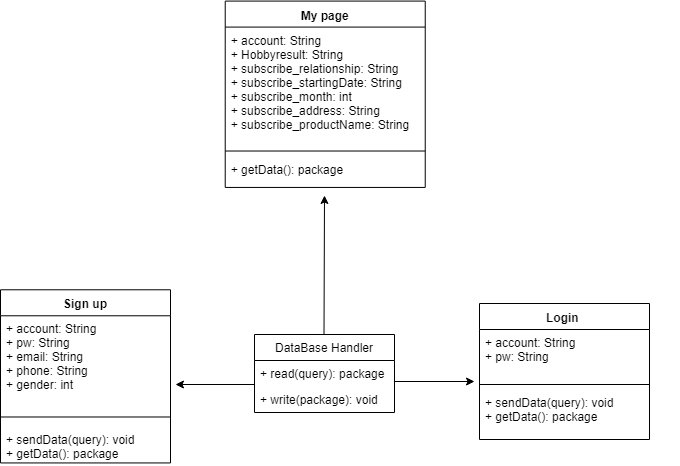 My page
+ account: String
+ Hobbyresult: String
+ subscribe_relationship: String
+ subscribe_startingDate: String
+ subscribe_month: int
+ subscribe_address: String
+ subscribe_productName: String
+ getData(): package
Sign up
+ account: String
+ pw: String
+ email: String
+ phone: String
+ gender: int
+ sendData(query): void
+ getData(): package
DataBase Handler
+ read(query): package
+ write(package): void
Login
+ account: String
+ pw: String
+ sendData(query): void
+ getData(): package